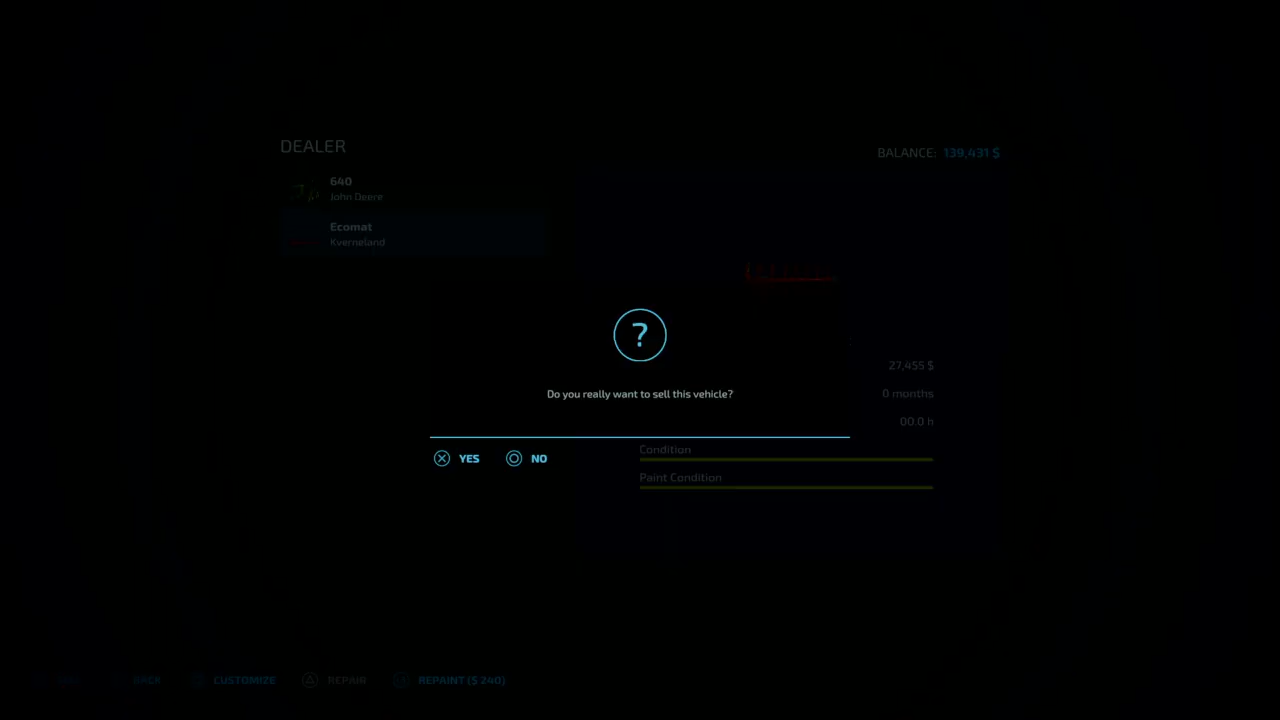 DEALER
BALANCE: 139,431 $
640
John Deere
Ecomat
Kverneland
?
27,455 $
Do you really want to sell this vehicle?
0 months
00.0 h
Condition
YES
NO
Paint Condition
BACK
CUSTOMIZE
REPAIR
REPAINT ($ 240)